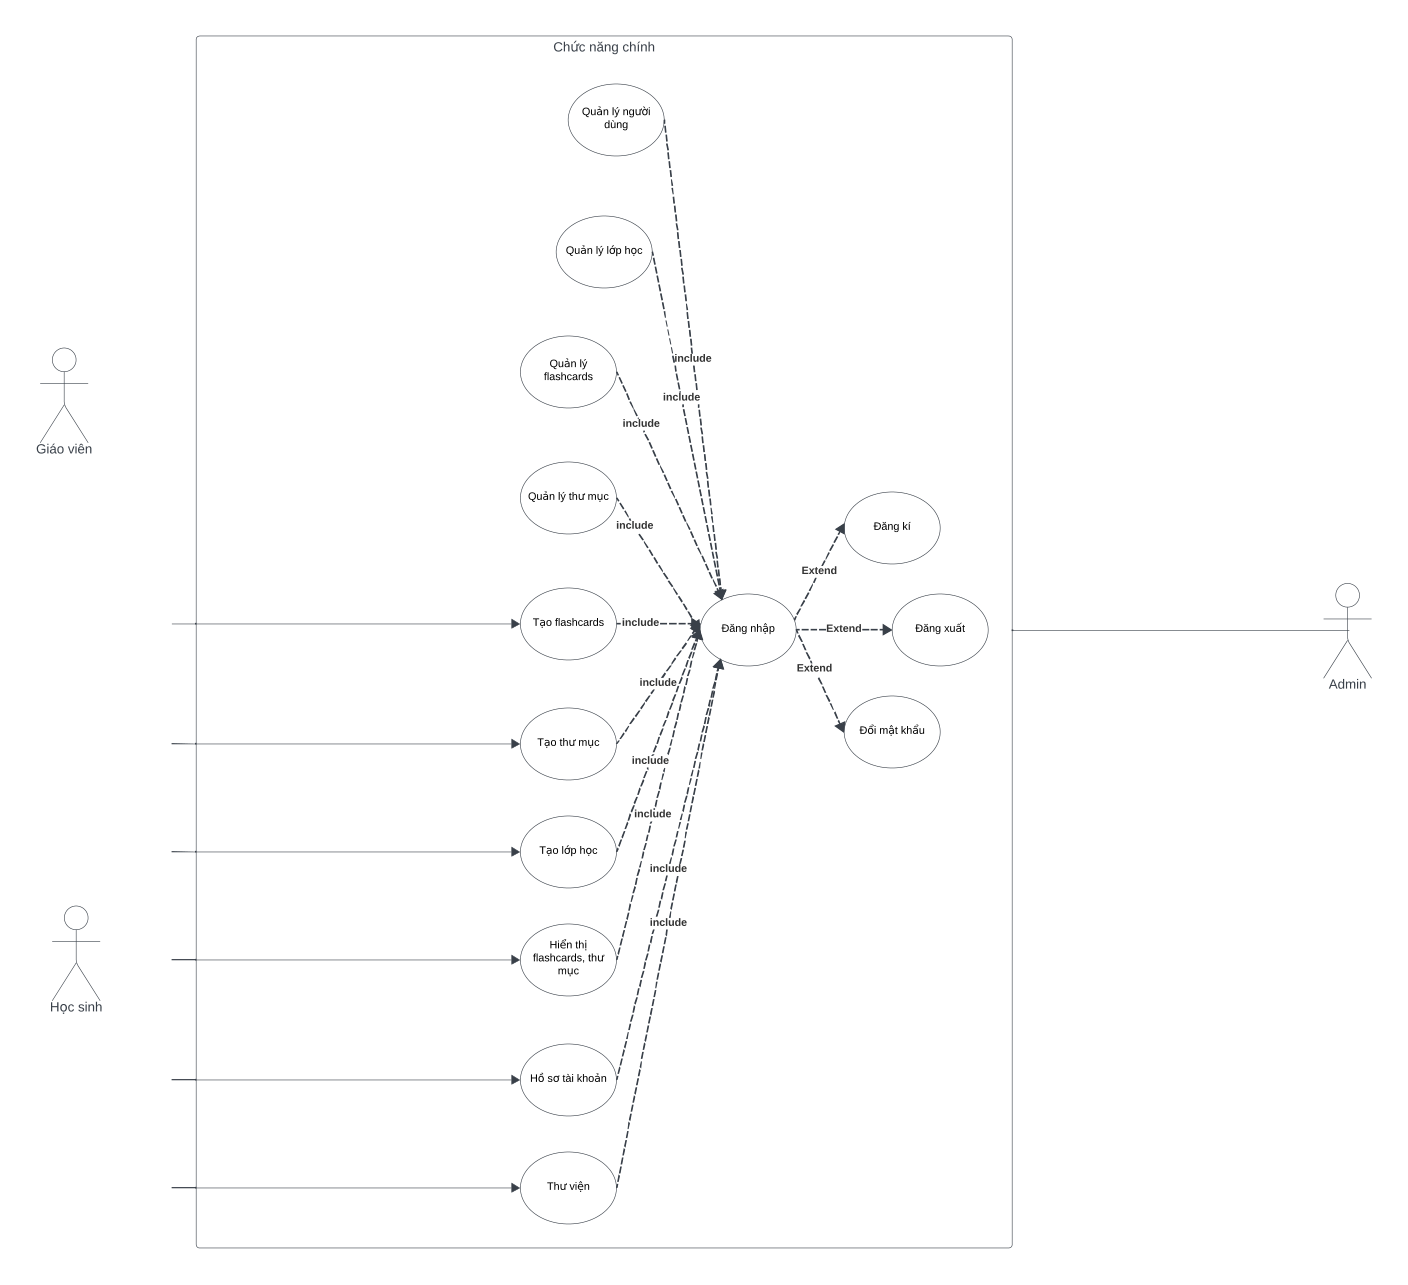 Chức năng chính
Quản lý người
dùng
Quản lý lớp học
include
Quản lý
flashcards
include
include
Giáo viên
Quản lý thư mục
include
Đăng kí
Extend
Tạo flashcards
include
Đăng nhập
Extend
Đăng xuất
Extend
Admin
include
Tạo thư mục
Đổi mật khẩu
include
include
Tạo lớp học
include
include
Hiển thị
flashcards, thư
mục
Học sinh
Hồ sơ tài khoản
Thư viện